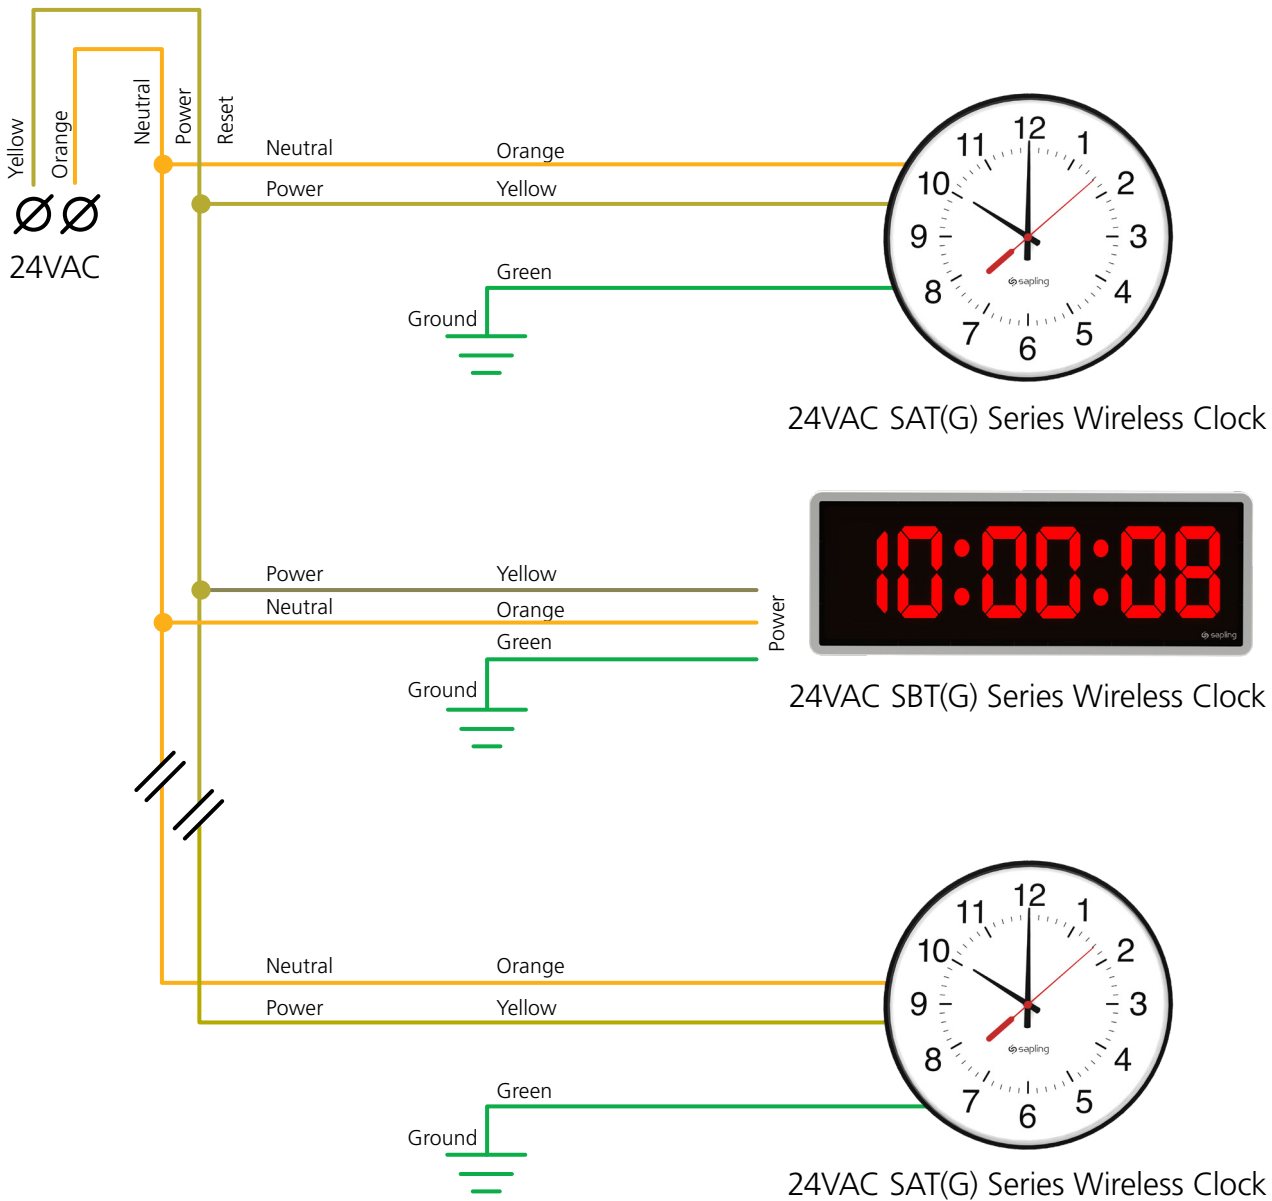 Yellow
Orange
Neutral
Power
Reset
24VAC
Neutral
Orange
Power
Yellow
Green
Ground
12
1
2
3
4
5
6
7
8
9
10
11
sapling
24VAC SAT(G) Series Wireless Clock
Power
Yellow
Neutral
Orange
Green
Ground
Power
10:00:08
sapling
24VAC SBT(G) Series Wireless Clock
Neutral
Orange
Power
Yellow
Green
Ground
12
1
2
3
4
5
6
7
8
9
10
11
sapling
24VAC SAT(G) Series Wireless Clock